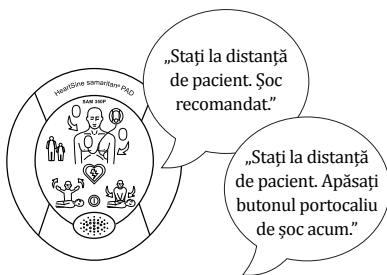 HeartSine samaritan® PAD
SAM 350P
„Stați la distanță
de pacient. Șoc
recomandat.”
„Stați la distanță
de pacient. Apăsați
butonul portocaliu
de șoc acum.”